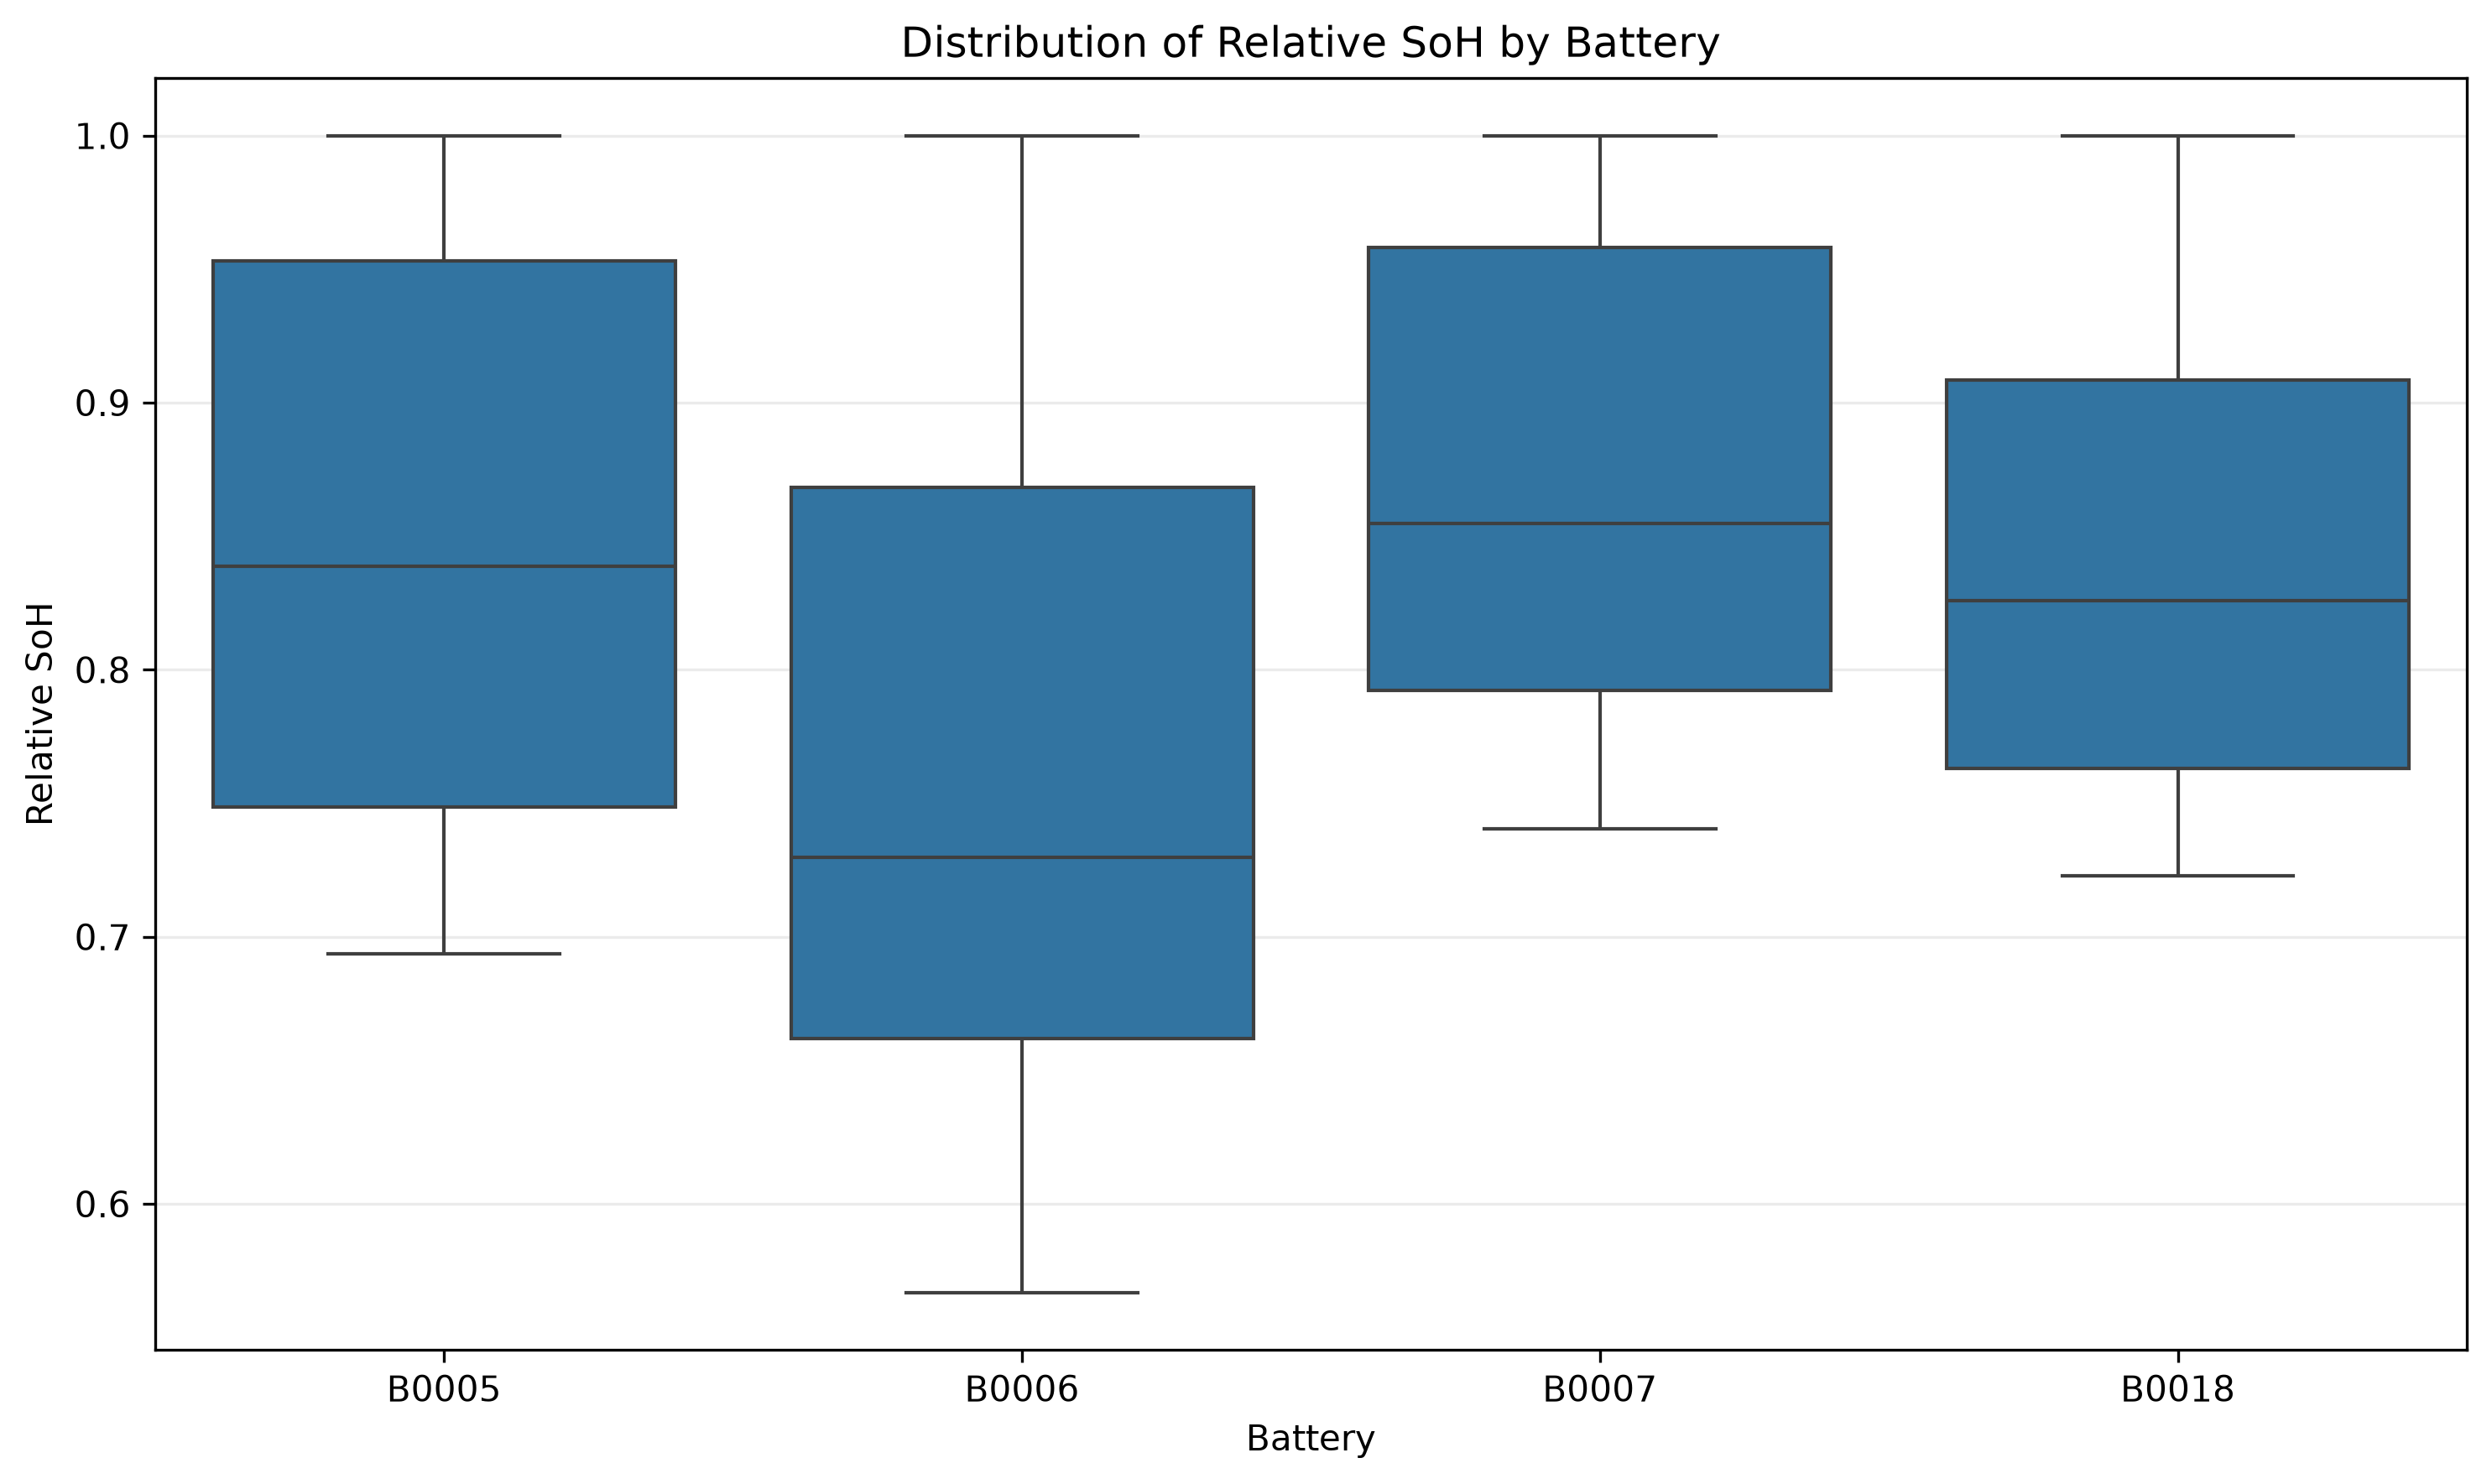 Distribution of Relative SoH by Battery
1.0
0.9
0.8
0.7
0.6
Relative SoH
B0005 B0006 B0007 B0018
Battery